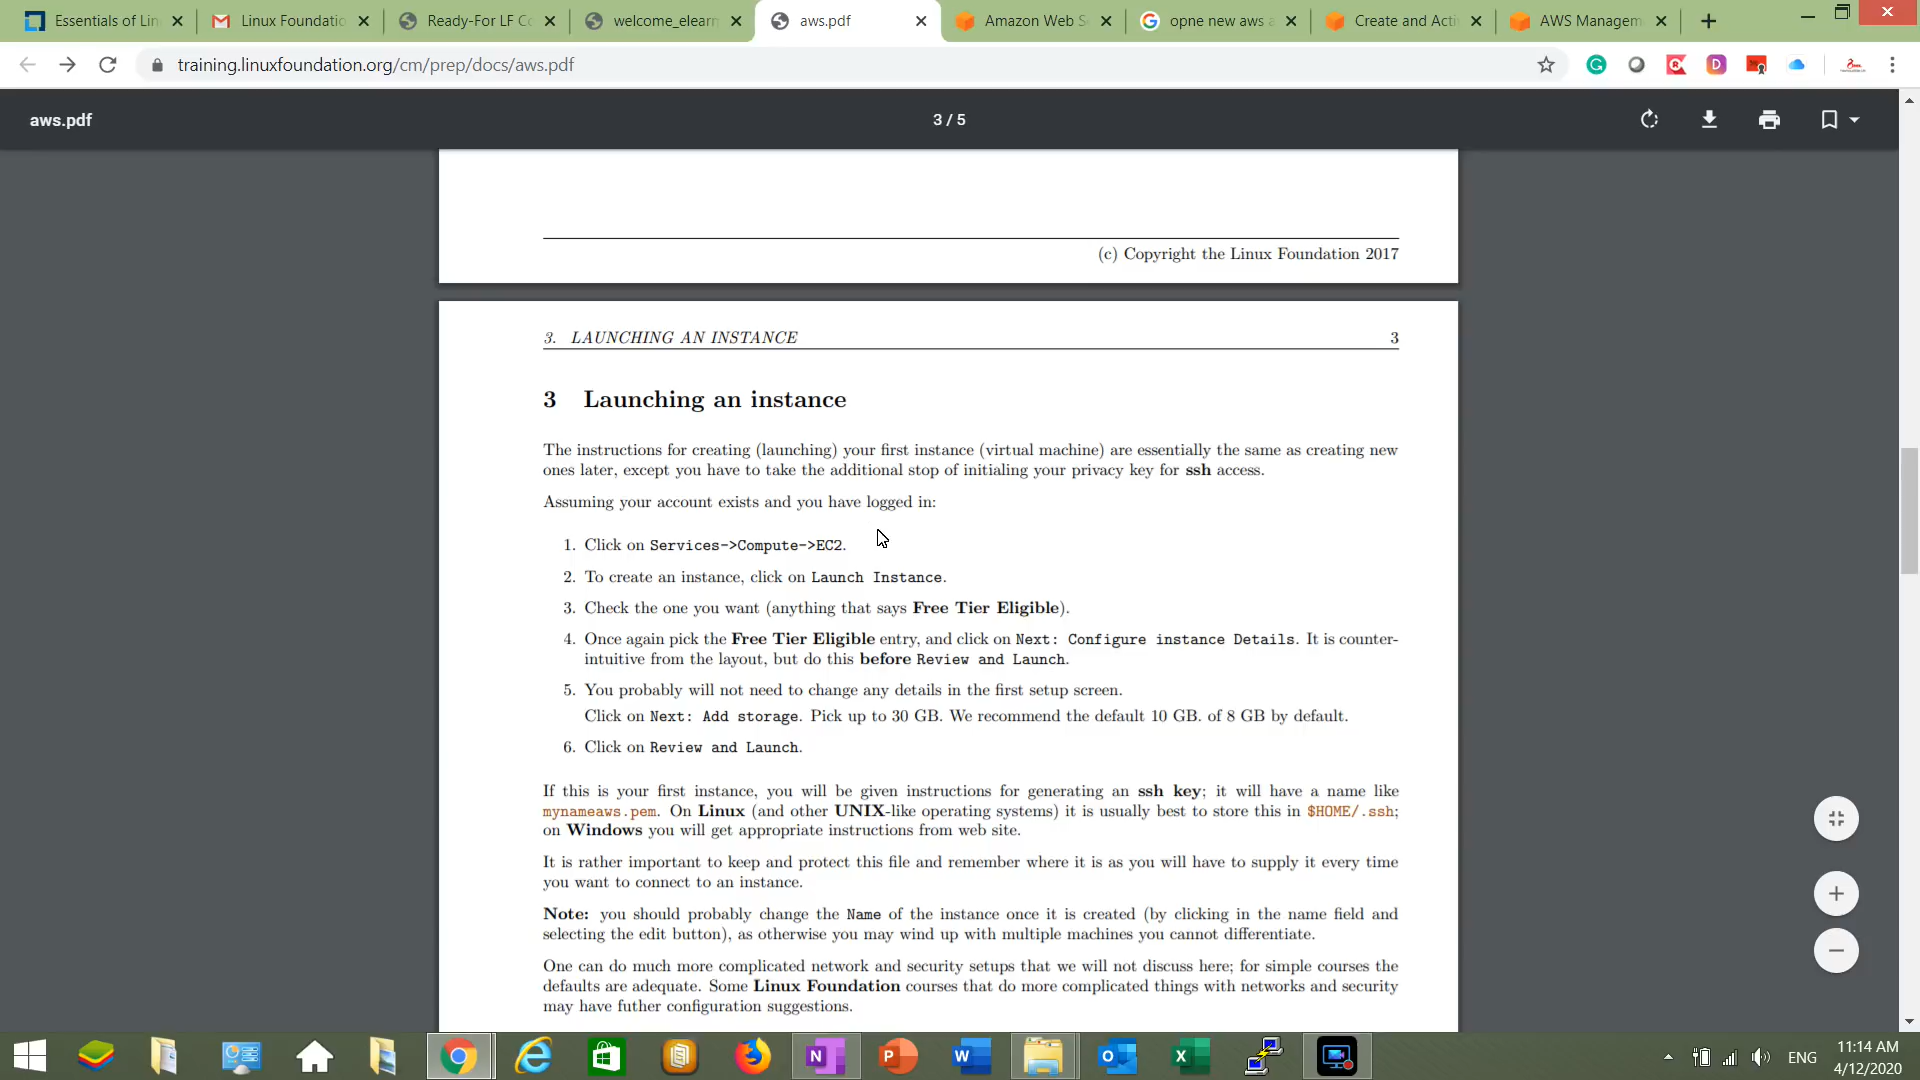 Essentials of Lin
Linux Foundatio
Ready-For LF Co
welcome_elearn
aws.pdf
Amazon Web S
opne new aws a
Create and Acti
AWS Managem
training.linuxfoundation.org/cm/prep/docs/aws.pdf
aws.pdf
3 / 5
(c) Copyright the Linux Foundation 2017
3. LAUNCHING AN INSTANCE 3
3 Launching an instance
The instructions for creating (launching) your first instance (virtual machine) are essentially the same as creating new
ones later, except you have to take the additional stop of initialing your privacy key for ssh access.
Assuming your account exists and you have logged in:
1. Click on Services->Compute->EC2.
2. To create an instance, click on Launch Instance.
3. Check the one you want (anything that says Free Tier Eligible).
4. Once again pick the Free Tier Eligible entry, and click on Next: Configure instance Details. It is counter-
intuitive from the layout, but do this before Review and Launch.
5. You probably will not need to change any details in the first setup screen.
Click on Next: Add storage. Pick up to 30 GB. We recommend the default 10 GB. of 8 GB by default.
6. Click on Review and Launch.
If this is your first instance, you will be given instructions for generating an ssh key; it will have a name like
mynameaws.pem. On Linux (and other UNIX-like operating systems) it is usually best to store this in $HOME/.ssh;
on Windows you will get appropriate instructions from web site.
It is rather important to keep and protect this file and remember where it is as you will have to supply it every time
you want to connect to an instance.
Note: you should probably change the Name of the instance once it is created (by clicking in the name field and
selecting the edit button), as otherwise you may wind up with multiple machines you cannot differentiate.
One can do much more complicated network and security setups that we will not discuss here; for simple courses the
defaults are adequate. Some Linux Foundation courses that do more complicated things with networks and security
may have futher configuration suggestions.
ENG
11:14 AM
4/12/2020